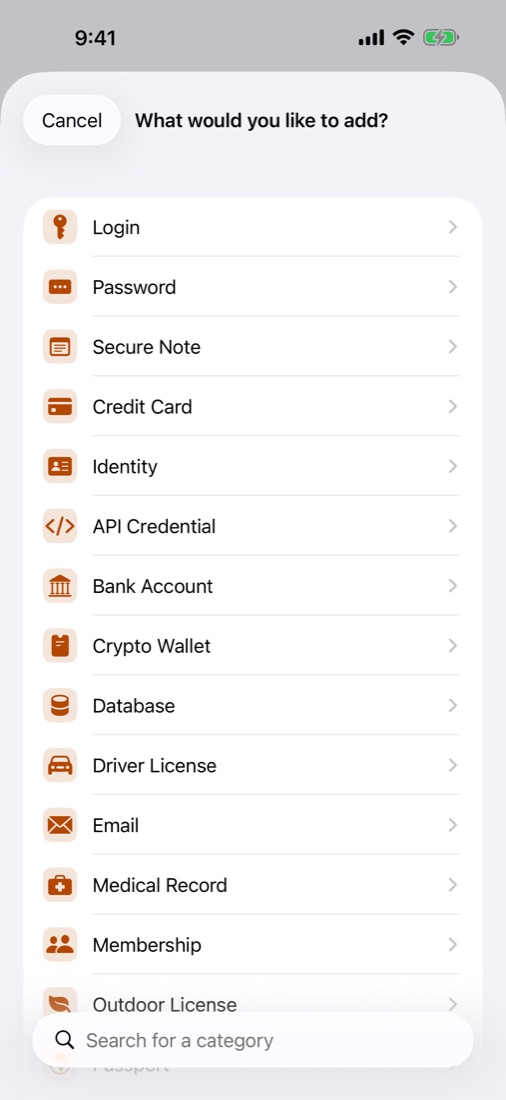 9:41
Cancel
What would you like to add?
Login
Password
Secure Note
Credit Card
Identity
API Credential
Bank Account
Crypto Wallet
Database
Driver License
Email
Medical Record
Membership
Outdoor License
Search for a category
Passport